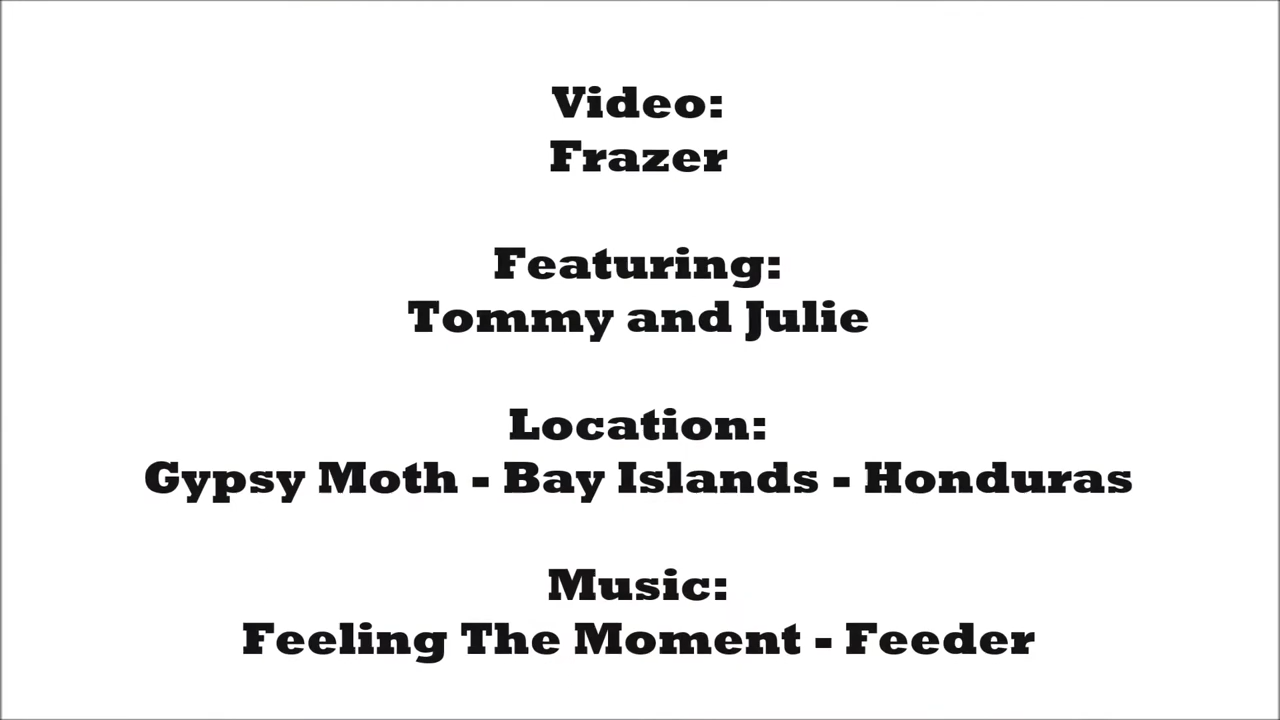 Video:
Frazer
Featuring:
Tommy and Julie
Location:
Gypsy Moth - Bay Islands - Honduras
Music:
Feeling The Moment - Feeder